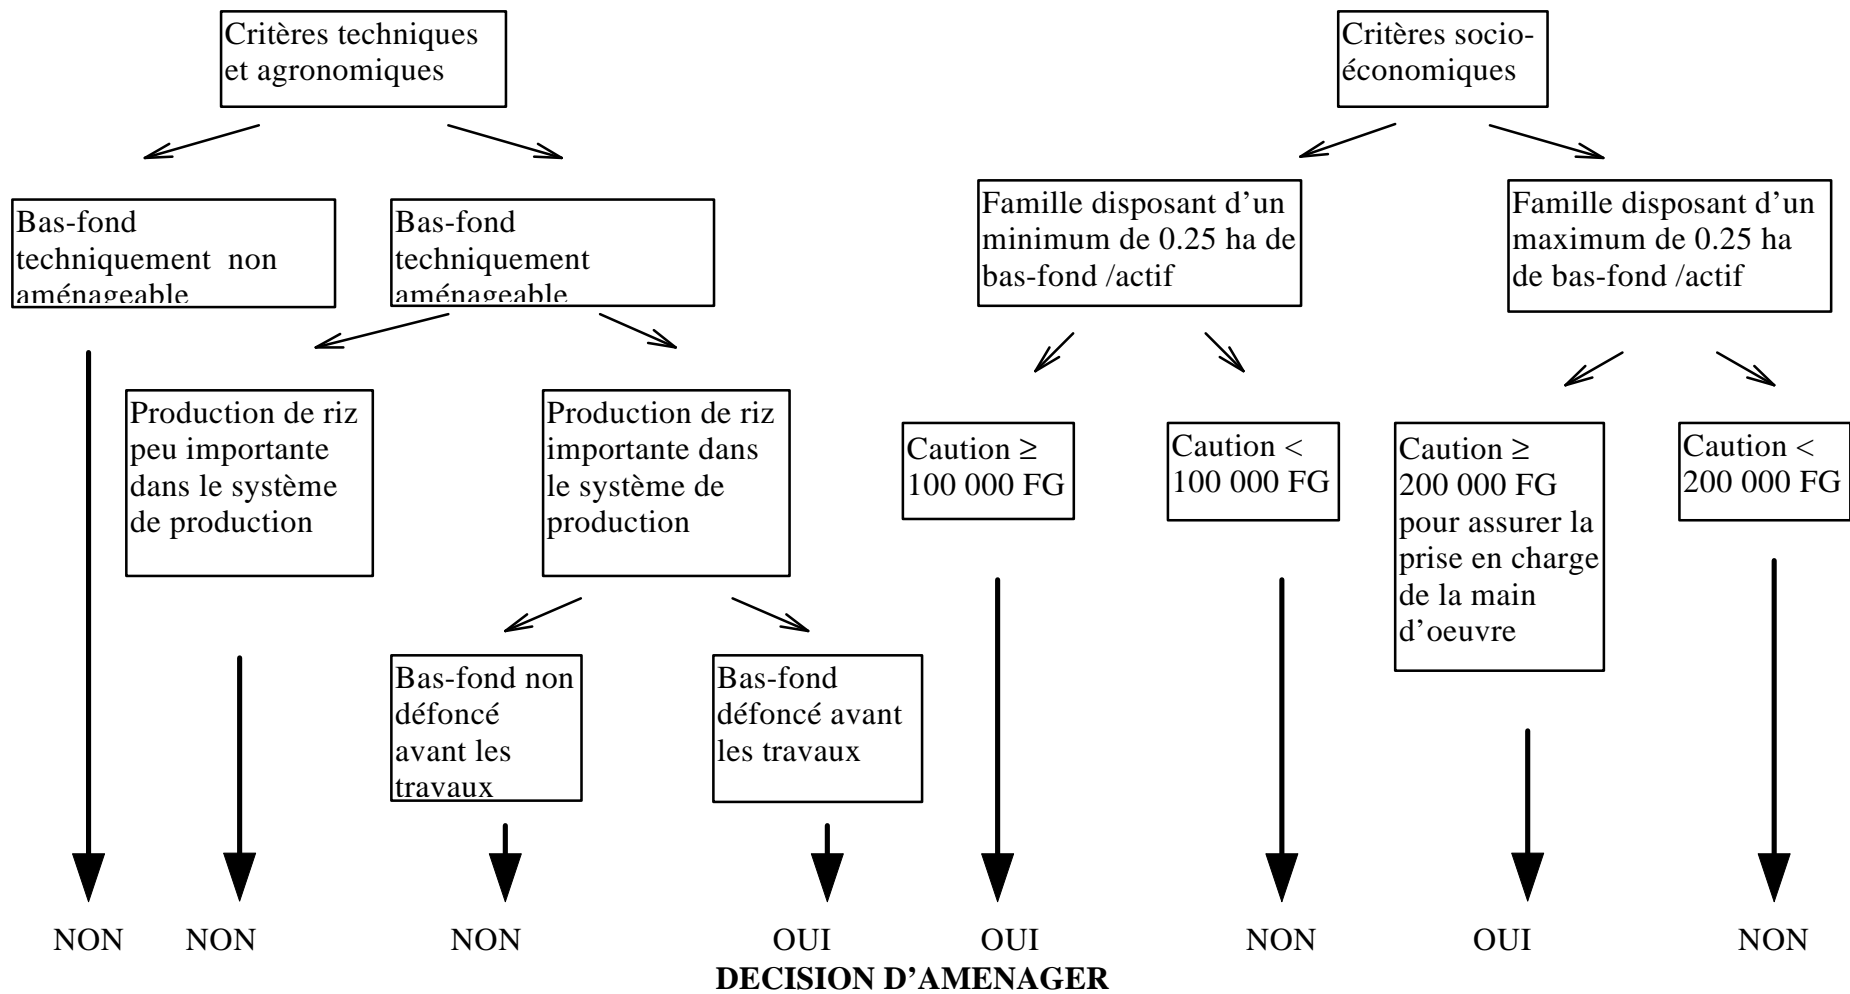 Critères techniques
et agronomiques
Critères socio-
économiques
Bas-fond
techniquement non
aménageable
Bas-fond
techniquement
aménageable
Famille disposant d’un
minimum de 0.25 ha de
bas-fond /actif
Famille disposant d’un
maximum de 0.25 ha
de bas-fond /actif
Production de riz
peu importante
dans le système
de production
Production de riz
importante dans
le système de
production
Caution ≥
100 000 FG
Caution <
100 000 FG
Caution ≥
200 000 FG
pour assurer la
prise en charge
de la main
d’oeuvre
Caution <
200 000 FG
Bas-fond non
défoncé
avant les
travaux
Bas-fond
défoncé avant
les travaux
NON NON NON OUI OUI NON OUI NON
DECISION D’AMENAGER